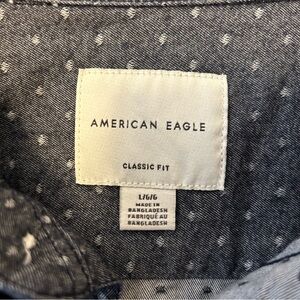 AMERICAN EAGLE
CLASSIC FIT
L/G/G
MADE IN
BANGLADESH
FABRIQUÉ AU
BANGLADESH